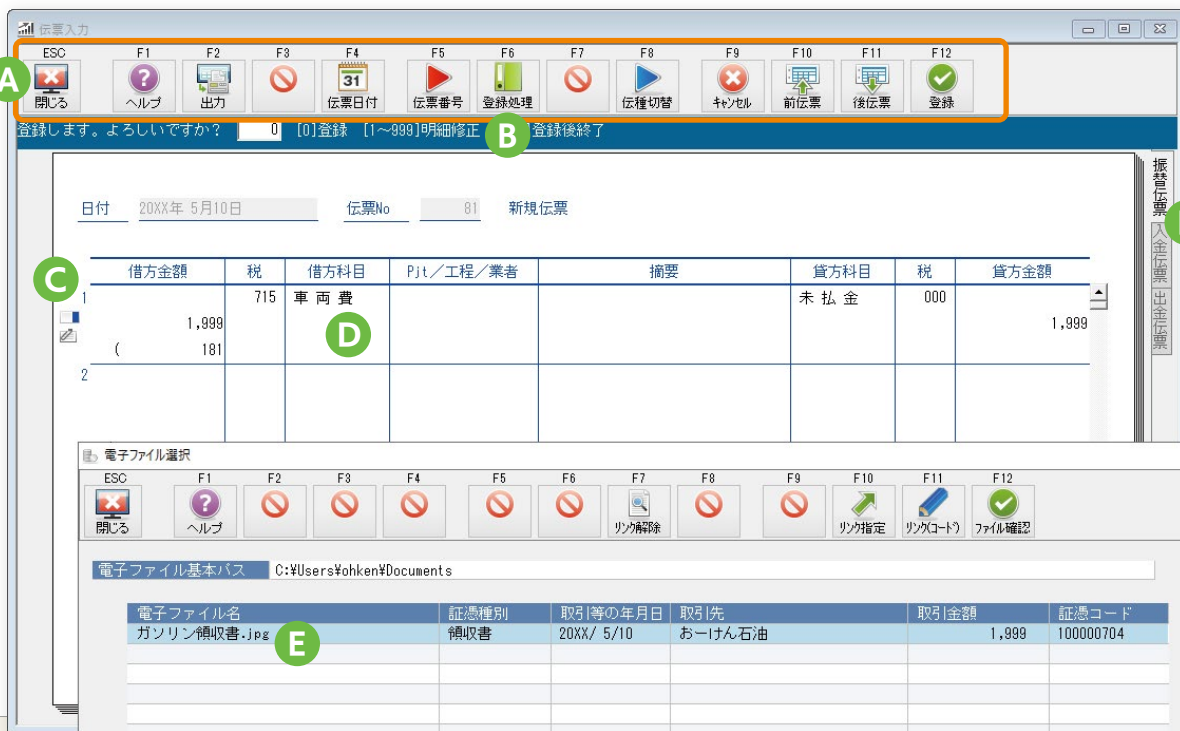 伝票入力
ESC F1 F2 F3 F4 F5 F6 F7 F8 F9 F10 F11 F12
A
閉じる ヘルプ 出力 伝票日付 伝票番号 登録処理 伝種切替 キャンセル 前伝票 後伝票 登録
31
登録します。よろしいですか? 0 [0]登録 [1~999]明細修正 B 登録後終了
日付 20XX年 5月10日 伝票No 81 新規伝票
振替伝票
入金伝票
出金伝票
C
借方金額 税 借方科目 Pjt/工程/業者 摘要 貸方科目 税 貸方金額
1 715 車両費 未払金 000
1,999 D 1,999
( 181
2
電子ファイル選択
ESC F1 F2 F3 F4 F5 F6 F7 F8 F9 F10 F11 F12
閉じる ヘルプ リンク解除 リンク指定 リンク(コード) ファイル確認
電子ファイル基本パス C:¥Users¥ohken¥Documents
電子ファイル名 証憑種別 取引等の年月日 取引先 取引金額 証憑コード
ガソリン領収書.jpg E 領収書 20XX/ 5/10 おーけん石油 1,999 100000704